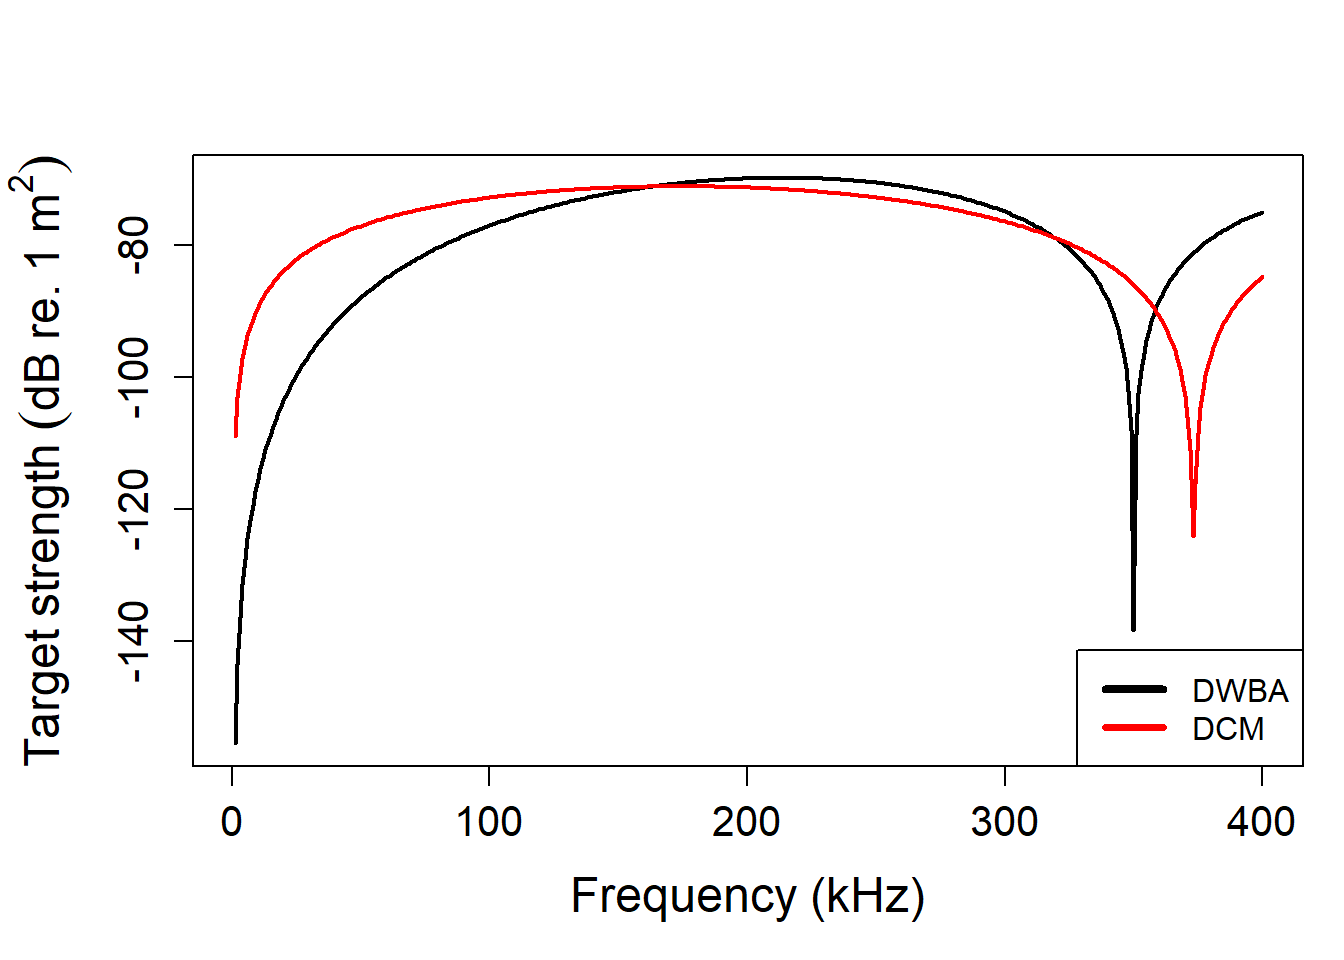 Target strength (dB re. 1 m²)
-80
-100
-120
-140
DWBA
DCM
0 100 200 300 400
Frequency (kHz)